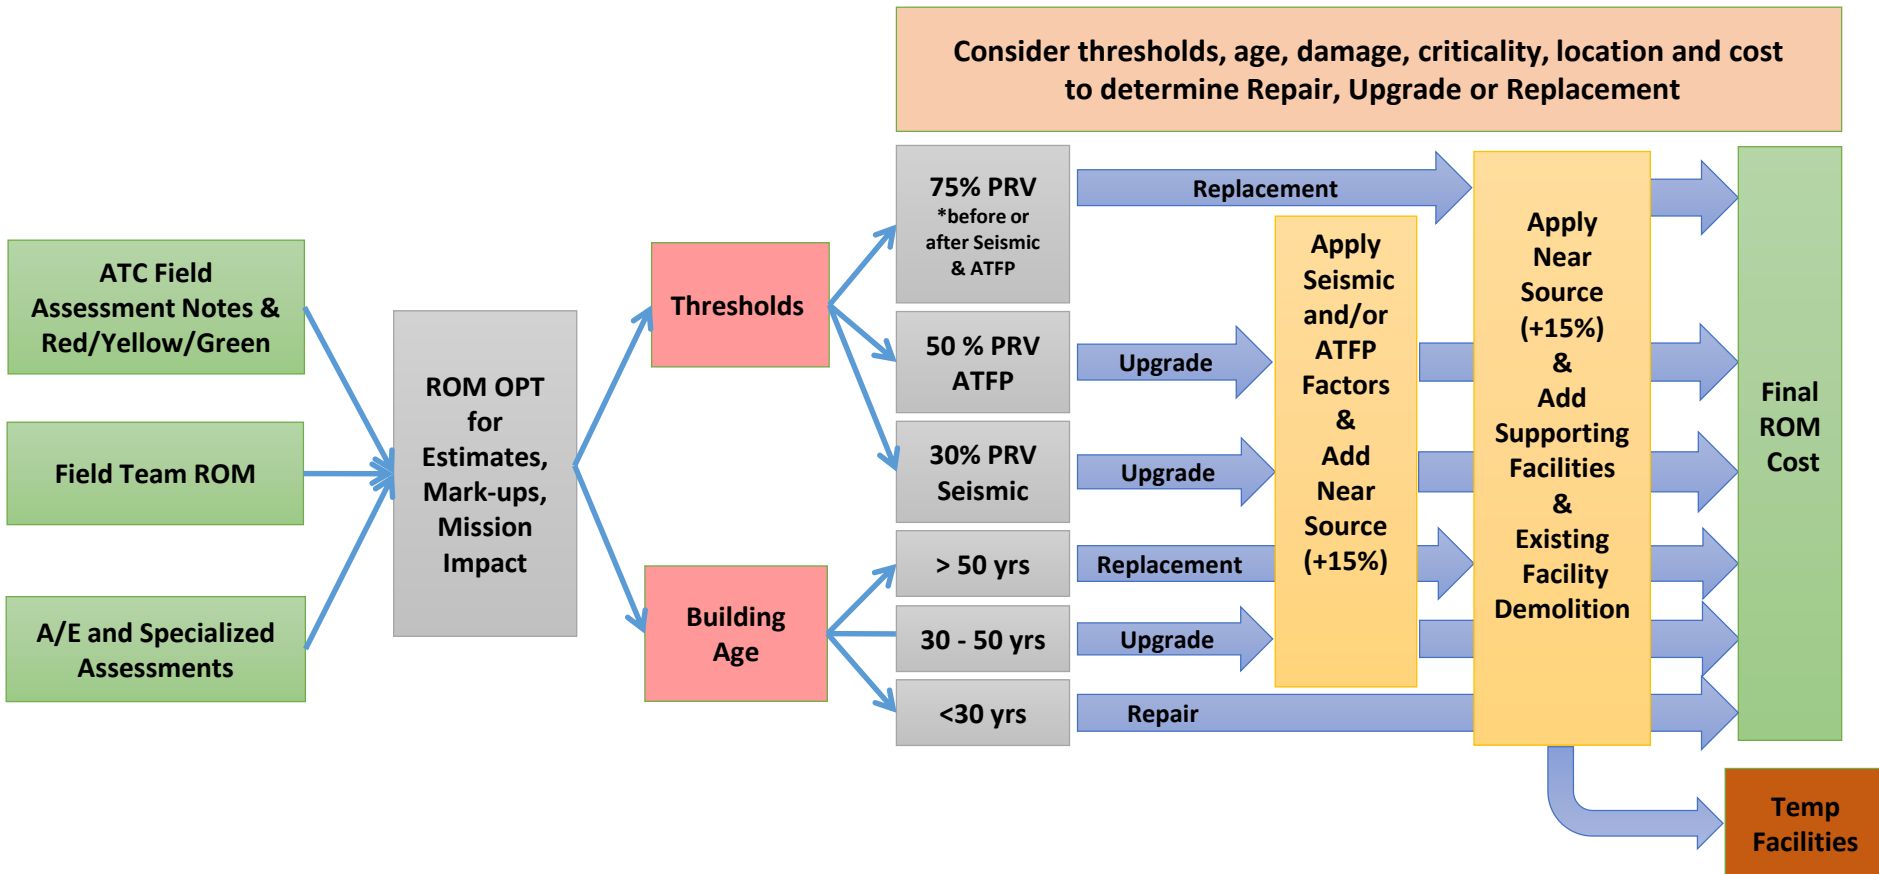 Consider thresholds, age, damage, criticality, location and cost
to determine Repair, Upgrade or Replacement
ATC Field
Assessment Notes &
Red/Yellow/Green
Field Team ROM
A/E and Specialized
Assessments
ROM OPT
for
Estimates,
Mark-ups,
Mission
Impact
Thresholds
Building
Age
75% PRV
*before or
after Seismic
& ATFP
50 % PRV
ATFP
30% PRV
Seismic
> 50 yrs
30 - 50 yrs
<30 yrs
Replacement
Upgrade
Upgrade
Replacement
Upgrade
Repair
Apply
Seismic
and/or
ATFP
Factors
&
Add
Near
Source
(+15%)
Apply
Near
Source
(+15%)
&
Add
Supporting
Facilities
&
Existing
Facility
Demolition
Final
ROM
Cost
Temp
Facilities